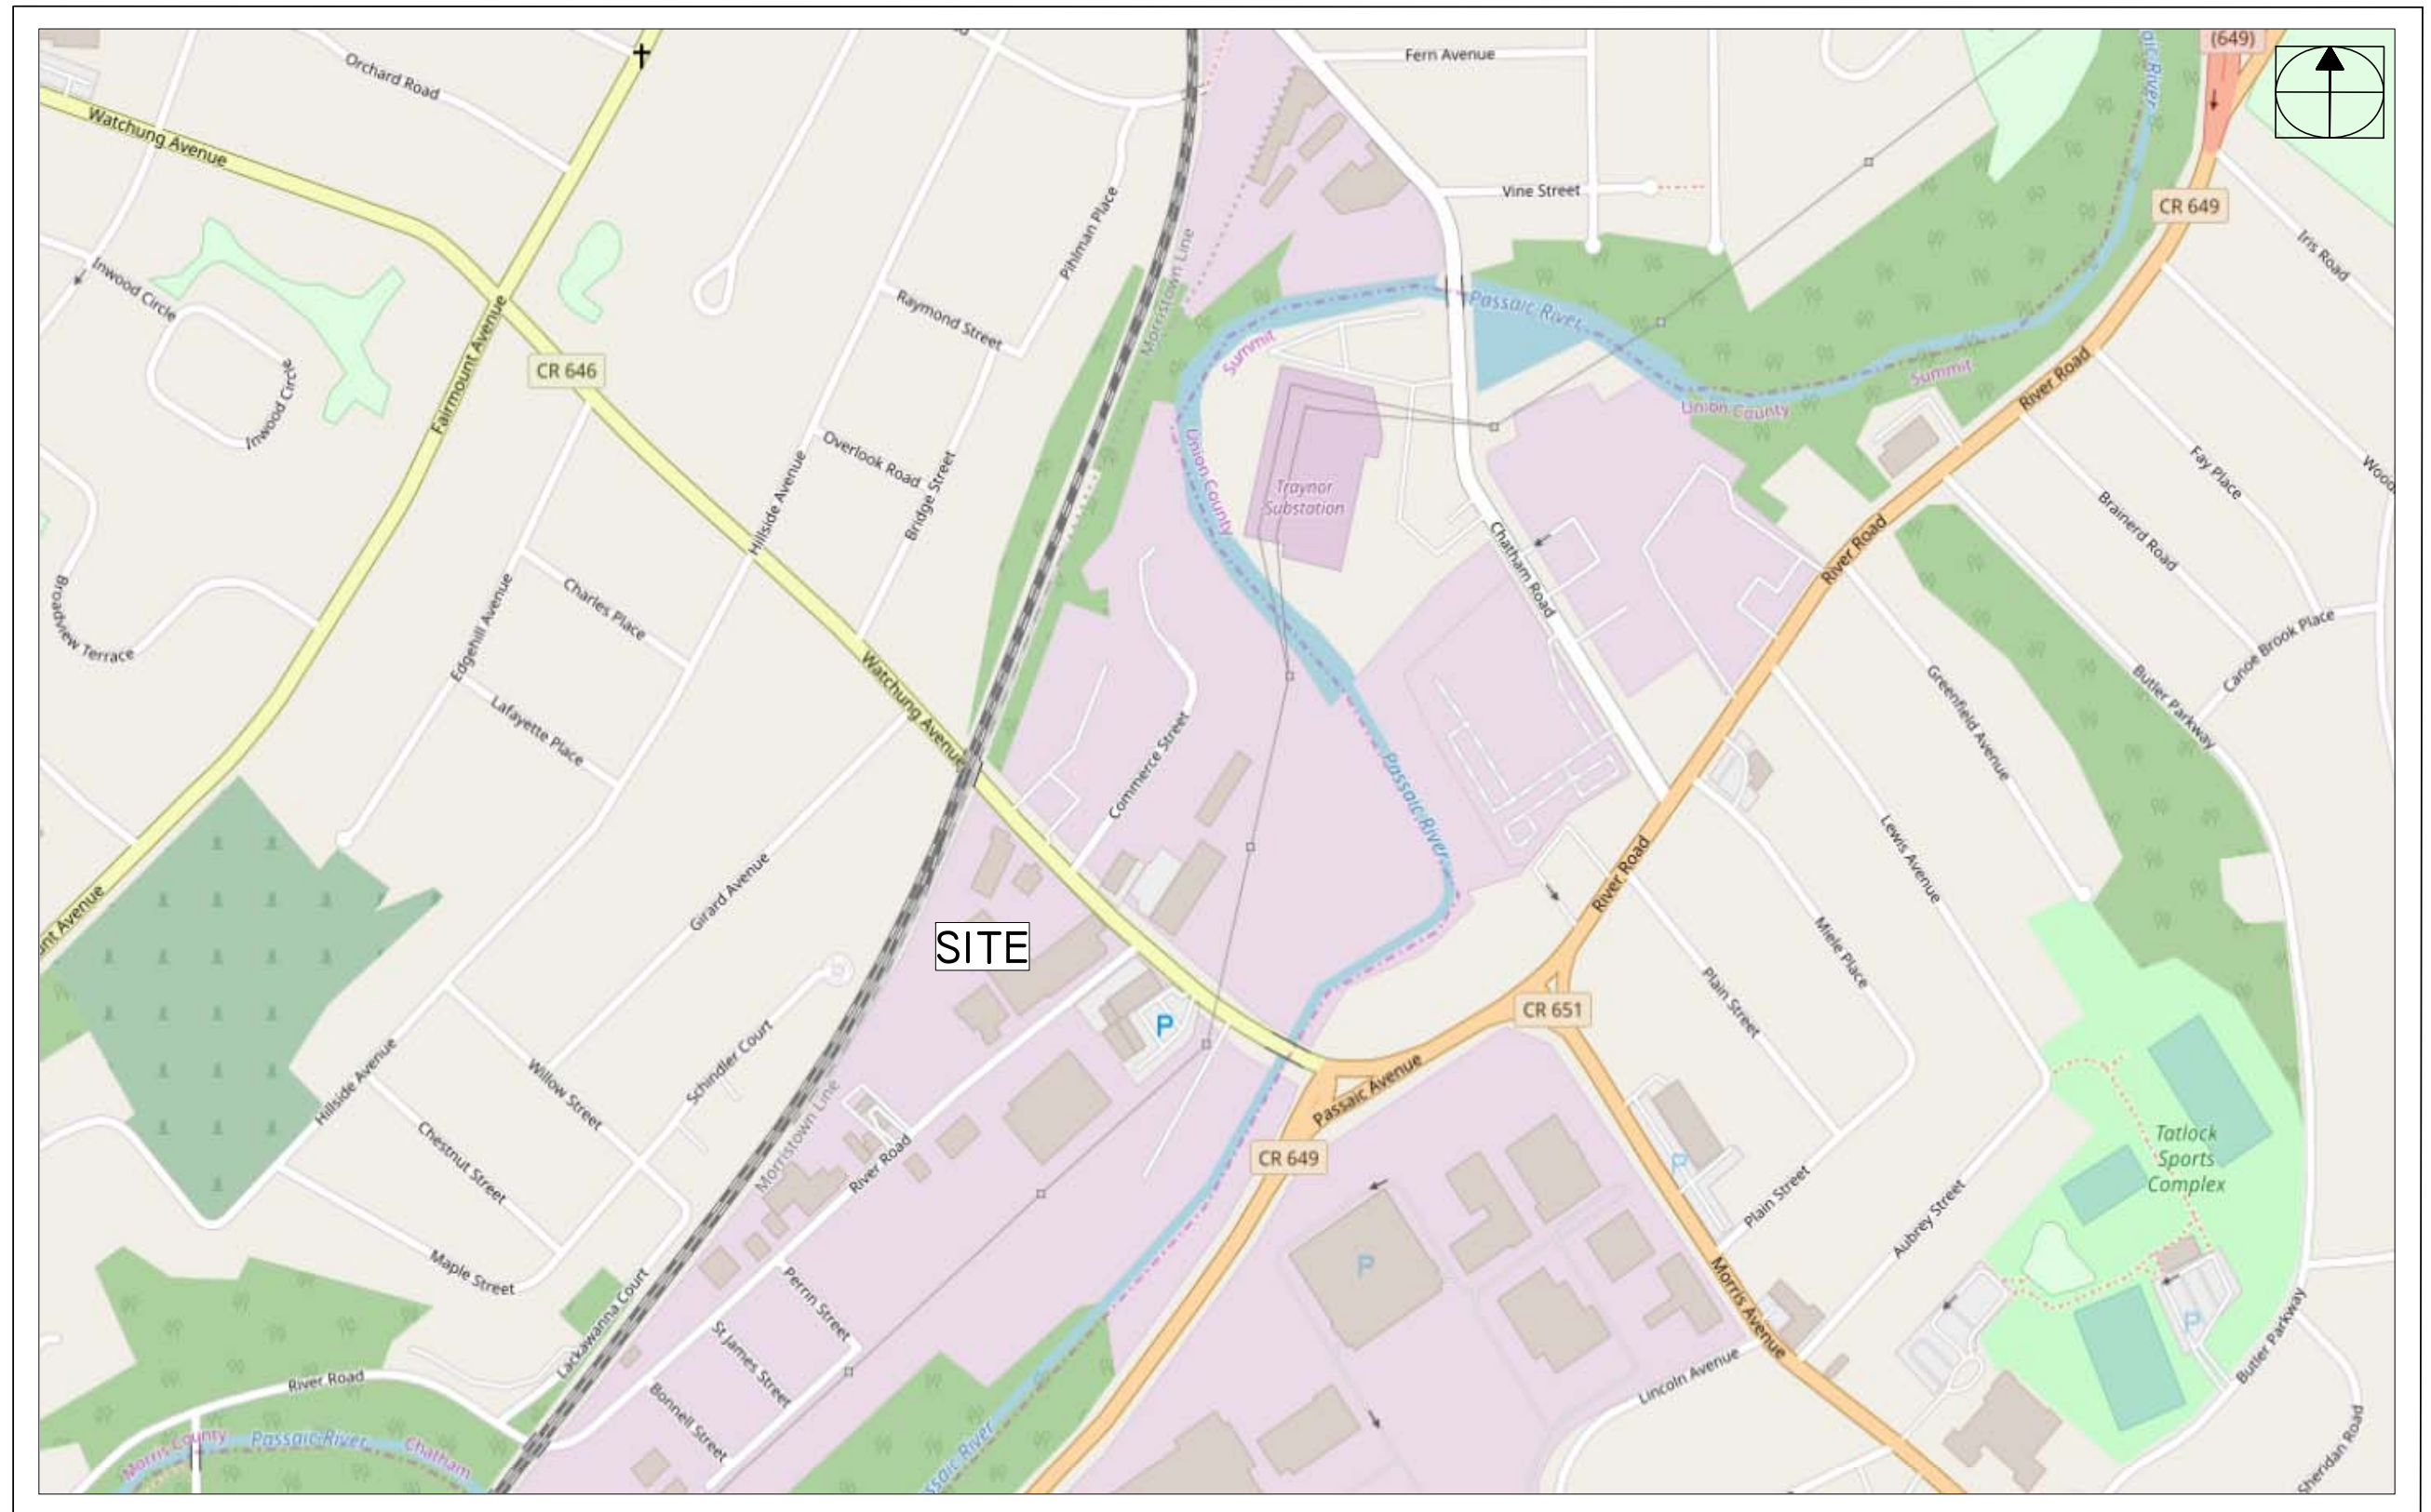 (649)
Orchard Road
Fern Avenue
Watchung Avenue
Passaic River
Vine Street
CR 649
Iris Road
Inwood Circle
Pihlman Place
Morristown Line
Raymond Street
Passaic River
Summit
CR 646
Fairmount Avenue
Inwood Circle
River Road
Summit
Union County
Union County
Overlook Road
Hillside Avenue
Bridge Street
Fay Place
Traynor
Substation
Brainerd Road
Chatham Road
River Road
Broadview Terrace
Charles Place
Edgehill Avenue
Canoe Brook Place
Watchung Avenue
Butler Parkway
Greenfield Avenue
Lafayette Place
Commerce Street
Passaic River
Lewis Avenue
Girard Avenue
River Road
SITE
Miele Place
Plain Street
CR 651
P
Schindler Court
Willow Street
Hillside Avenue
Passaic Avenue
Morristown Line
River Road
CR 649
Chestnut Street
P
Tatlock
Sports
Complex
Plain Street
Aubrey Street
Maple Street
P
Perrin Street
Lackawanna Court
St James Street
Morris Avenue
P
River Road
Bonnell Street
Lincoln Avenue
Butler Parkway
Morris County
Passaic River
Chatham
Sheridan Road